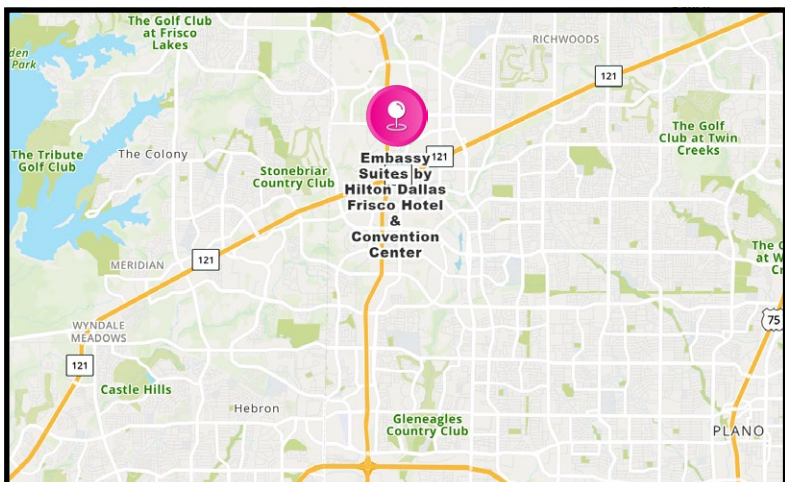 The Golf Club
at Frisco
Lakes
RICHWOODS
Park
121
The Tribute
Golf Club
The Colony
Stonebriar
Country Club
Embassy
Suites by
Hilton Dallas
Frisco Hotel
&
Convention
Center
121
The Golf
Club at Twin
Creeks
MERIDIAN
121
75
WYNDALE
MEADOWS
121
Castle Hills
Hebron
Gleneagles
Country Club
PLANO